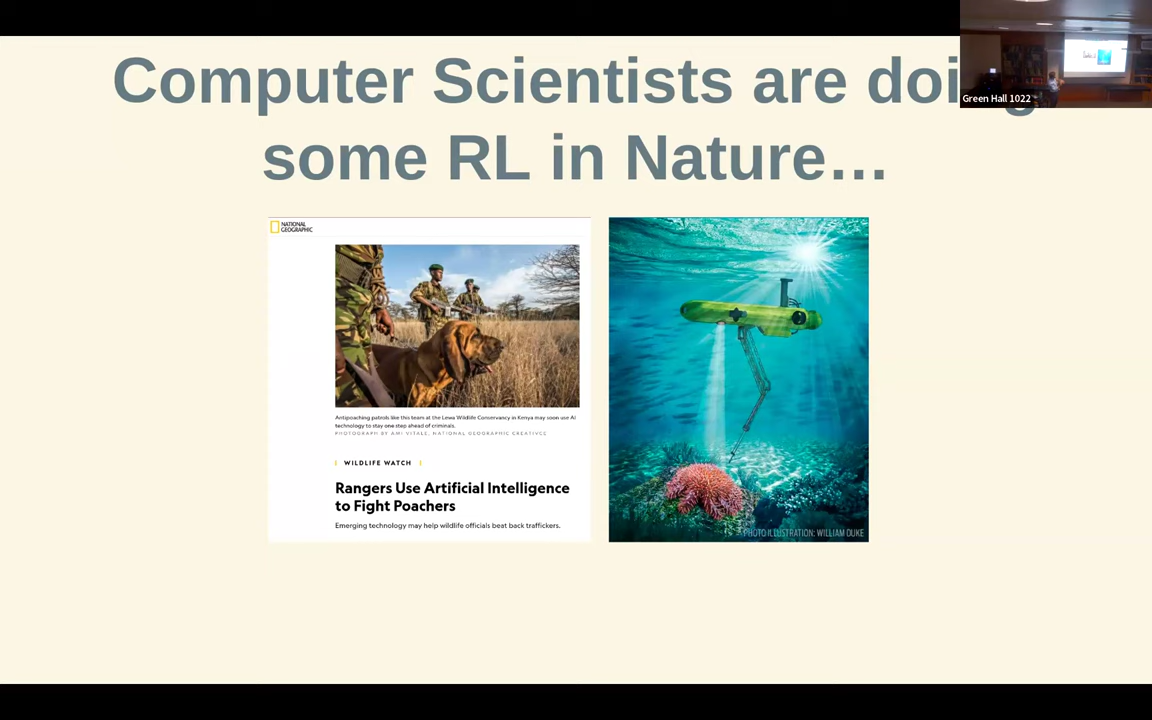 Computer Scientists are doing
some RL in Nature…
Green Hall 1022
NATIONAL
GEOGRAPHIC
Antipoaching patrols like this team at the Lewa Wildlife Conservancy in Kenya may soon use AI
technology to stay one step ahead of criminals.
PHOTOGRAPH BY AMI VITALE, NATIONAL GEOGRAPHIC CREATIVE
WILDLIFE WATCH
Rangers Use Artificial Intelligence
to Fight Poachers
Emerging technology may help wildlife officials beat back traffickers.
PHOTO ILLUSTRATION: WILLIAM DUKE